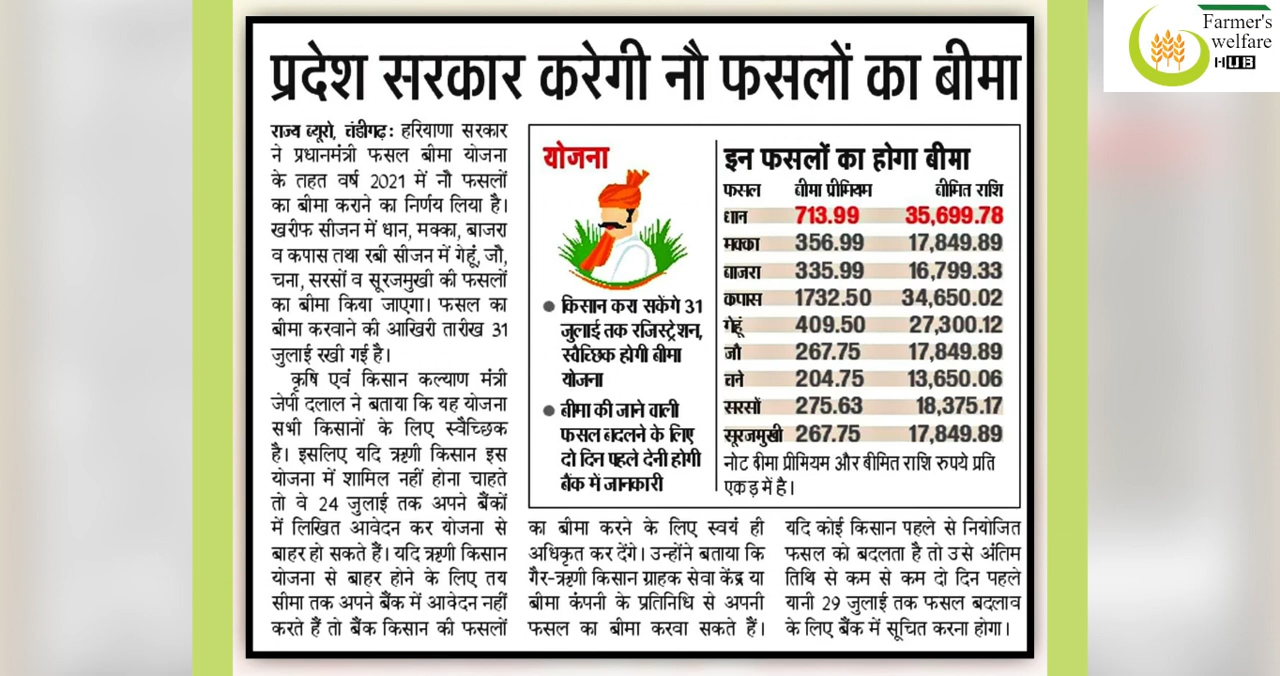 Farmer's
welfare
HUB
प्रदेश सरकार करेगी नौ फसलों का बीमा
राज्य ब्यूरो, चंडीगढ़ : हरियाणा सरकार
ने प्रधानमंत्री फसल बीमा योजना
के तहत वर्ष 2021 में नौ फसलों
का बीमा कराने का निर्णय लिया है।
खरीफ सीजन में धान, मक्का, बाजरा
व कपास तथा रबी सीजन में गेहूं, जौ,
चना, सरसों व सूरजमुखी की फसलों
का बीमा किया जाएगा। फसल का
बीमा करवाने की आखिरी तारीख 31
जुलाई रखी गई है।
कृषि एवं किसान कल्याण मंत्री
जेपी दलाल ने बताया कि यह योजना
सभी किसानों के लिए स्वैच्छिक
है। इसलिए यदि ऋणी किसान इस
योजना में शामिल नहीं होना चाहते
तो वे 24 जुलाई तक अपने बैंकों
में लिखित आवेदन कर योजना से
बाहर हो सकते हैं। यदि ऋणी किसान
योजना से बाहर होने के लिए तय
सीमा तक अपने बैंक में आवेदन नहीं
करते हैं तो बैंक किसान की फसलों
योजना
किसान करा सकेंगे 31
जुलाई तक रजिस्ट्रेशन,
स्वैच्छिक होगी बीमा
योजना
बीमा की जाने वाली
फसल बदलने के लिए
दो दिन पहले देनी होगी
बैंक में जानकारी
इन फसलों का होगा बीमा
फसल बीमा प्रीमियम बीमित राशि
धान 713.99 35,699.78
मक्का 356.99 17,849.89
बाजरा 335.99 16,799.33
कपास 1732.50 34,650.02
गेहूं 409.50 27,300.12
जौ 267.75 17,849.89
चने 204.75 13,650.06
सरसों 275.63 18,375.17
सूरजमुखी 267.75 17,849.89
नोट बीमा प्रीमियम और बीमित राशि रुपये प्रति
एकड़ में है।
का बीमा करने के लिए स्वयं ही
अधिकृत कर देंगे। उन्होंने बताया कि
गैर-ऋणी किसान ग्राहक सेवा केंद्र या
बीमा कंपनी के प्रतिनिधि से अपनी
फसल का बीमा करवा सकते हैं।
यदि कोई किसान पहले से नियोजित
फसल को बदलता है तो उसे अंतिम
तिथि से कम से कम दो दिन पहले
यानी 29 जुलाई तक फसल बदलाव
के लिए बैंक में सूचित करना होगा।